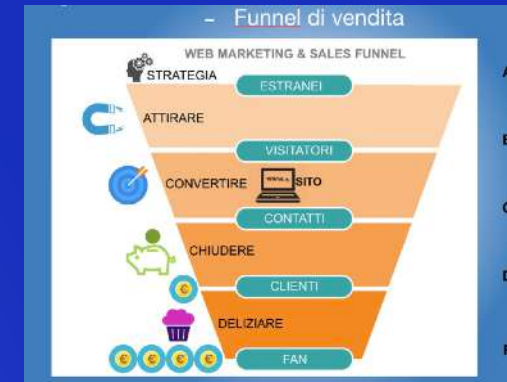 - Funnel di vendita
WEB MARKETING & SALES FUNNEL
STRATEGIA
ESTRANEI
ATTIRARE
VISITATORI
CONVERTIRE
SITO
CONTATTI
CHIUDERE
CLIENTI
DELIZIARE
FAN